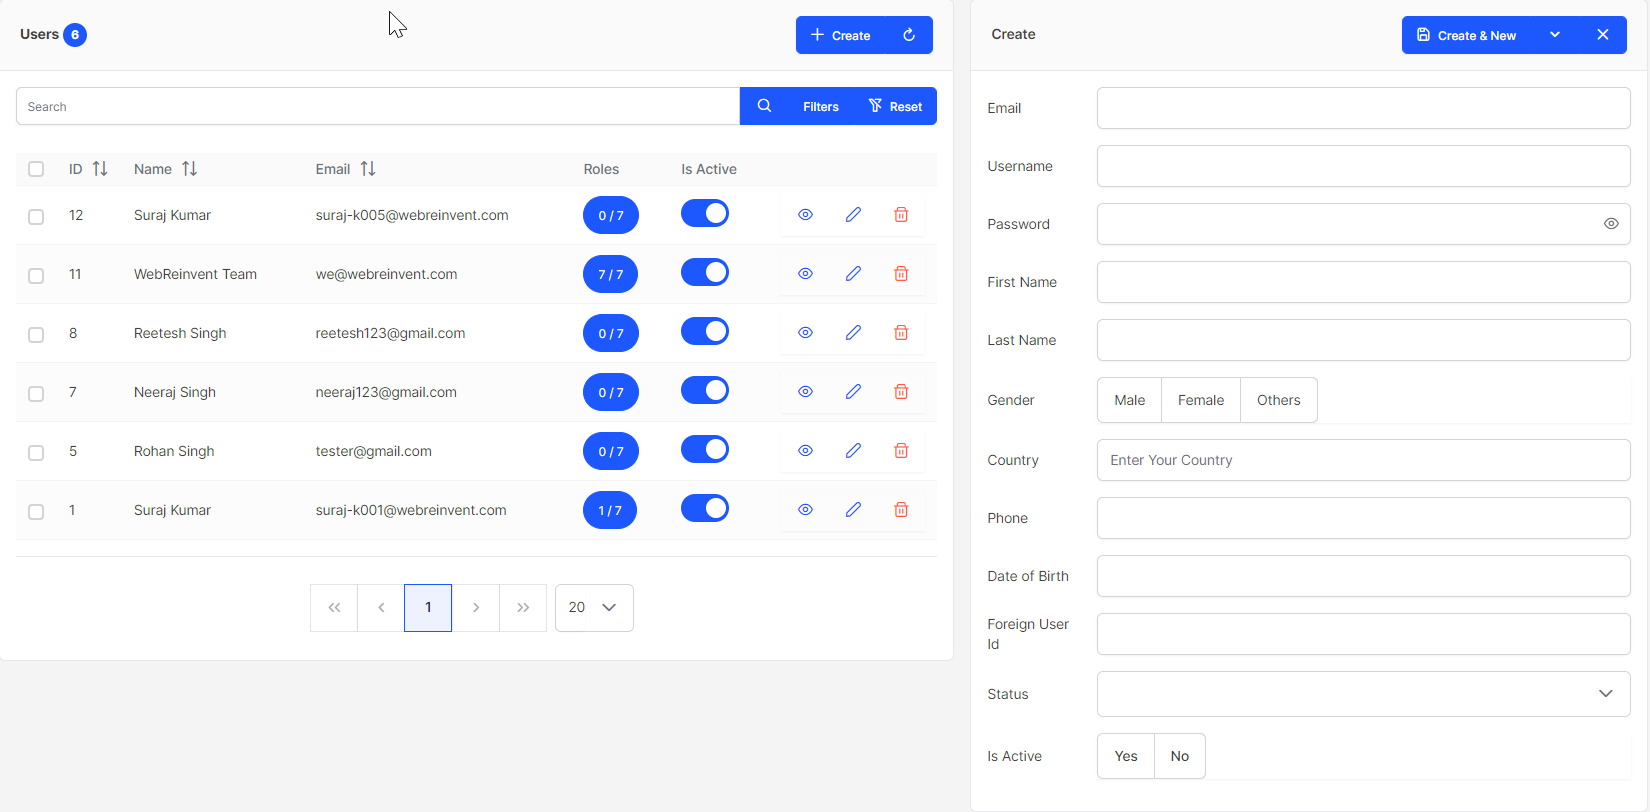 Users 6
Create
Search
Filters
Reset
ID Name Email Roles Is Active
12 Suraj Kumar suraj-k005@webreinvent.com 0 / 7
11 WebReinvent Team we@webreinvent.com 7 / 7
8 Reetesh Singh reetesh123@gmail.com 0 / 7
7 Neeraj Singh neeraj123@gmail.com 0 / 7
5 Rohan Singh tester@gmail.com 0 / 7
1 Suraj Kumar suraj-k001@webreinvent.com 1 / 7
1
20
Create
Create & New
Email
Username
Password
First Name
Last Name
Gender Male Female Others
Country Enter Your Country
Phone
Date of Birth
Foreign User
Id
Status
Is Active Yes No